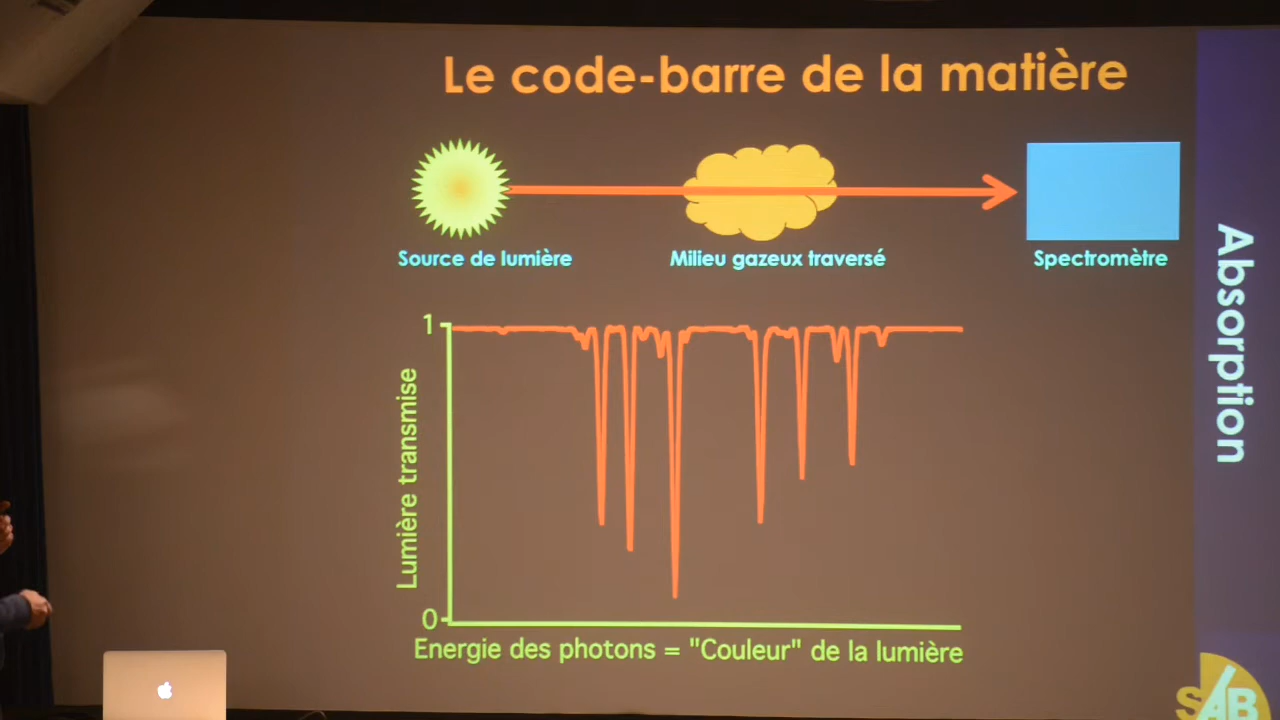 Le code-barre de la matière
Source de lumière
Milieu gazeux traversé
Spectromètre
Absorption
1
Lumière transmise
0
Energie des photons = "Couleur" de la lumière
SAB